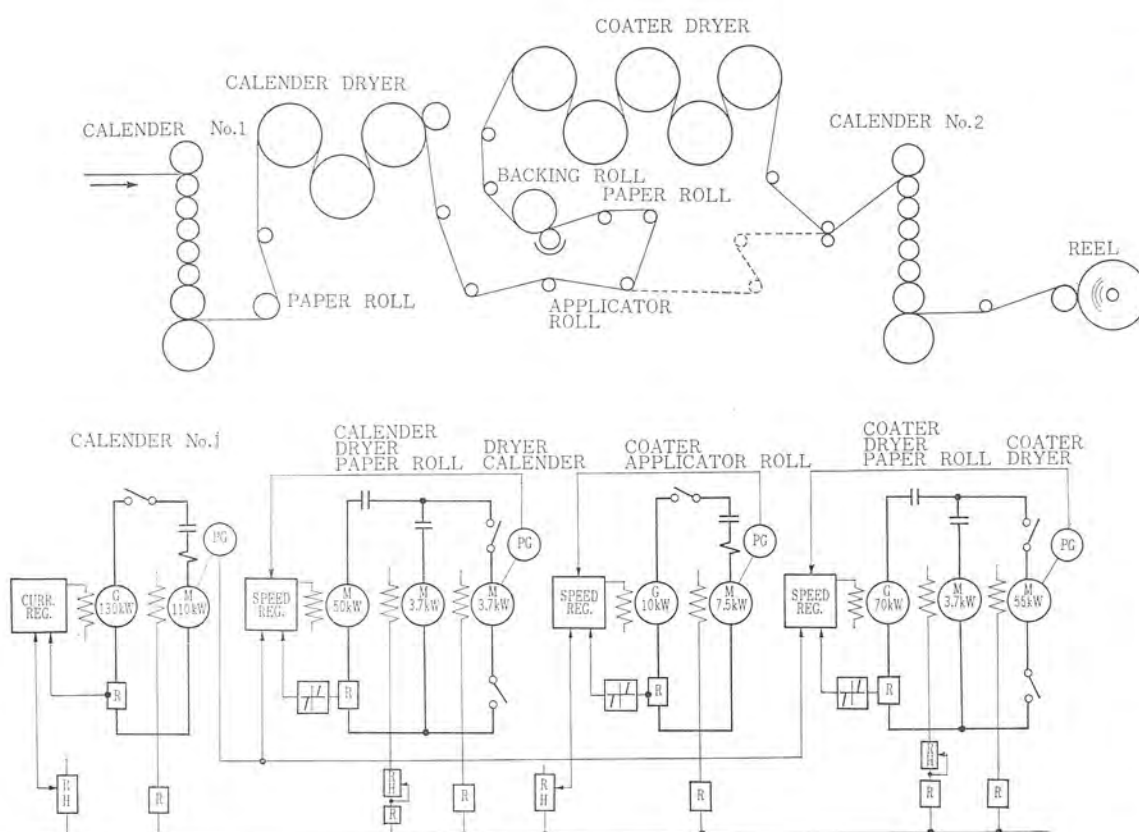 COATER DRYER
CALENDER DRYER
CALENDER No.1
CALENDER No.2
BACKING ROLL
PAPER ROLL
REEL
PAPER ROLL
APPLICATOR
ROLL
CALENDER No.1
CALENDER
DRYER
PAPER ROLL
DRYER
CALENDER
COATER
APPLICATOR ROLL
COATER
DRYER
PAPER ROLL
COATER
DRYER
PG
PG
PG
PG
CURR.
REG.
G
130kW
M
110kW
SPEED
REG.
M
50kW
M
3.7kW
M
3.7kW
SPEED
REG.
G
10kW
M
7.5kW
SPEED
REG.
G
70kW
M
3.7kW
M
55kW
R
R
R
R
RH
R
RH
R
R
RH
R
RH
R
R